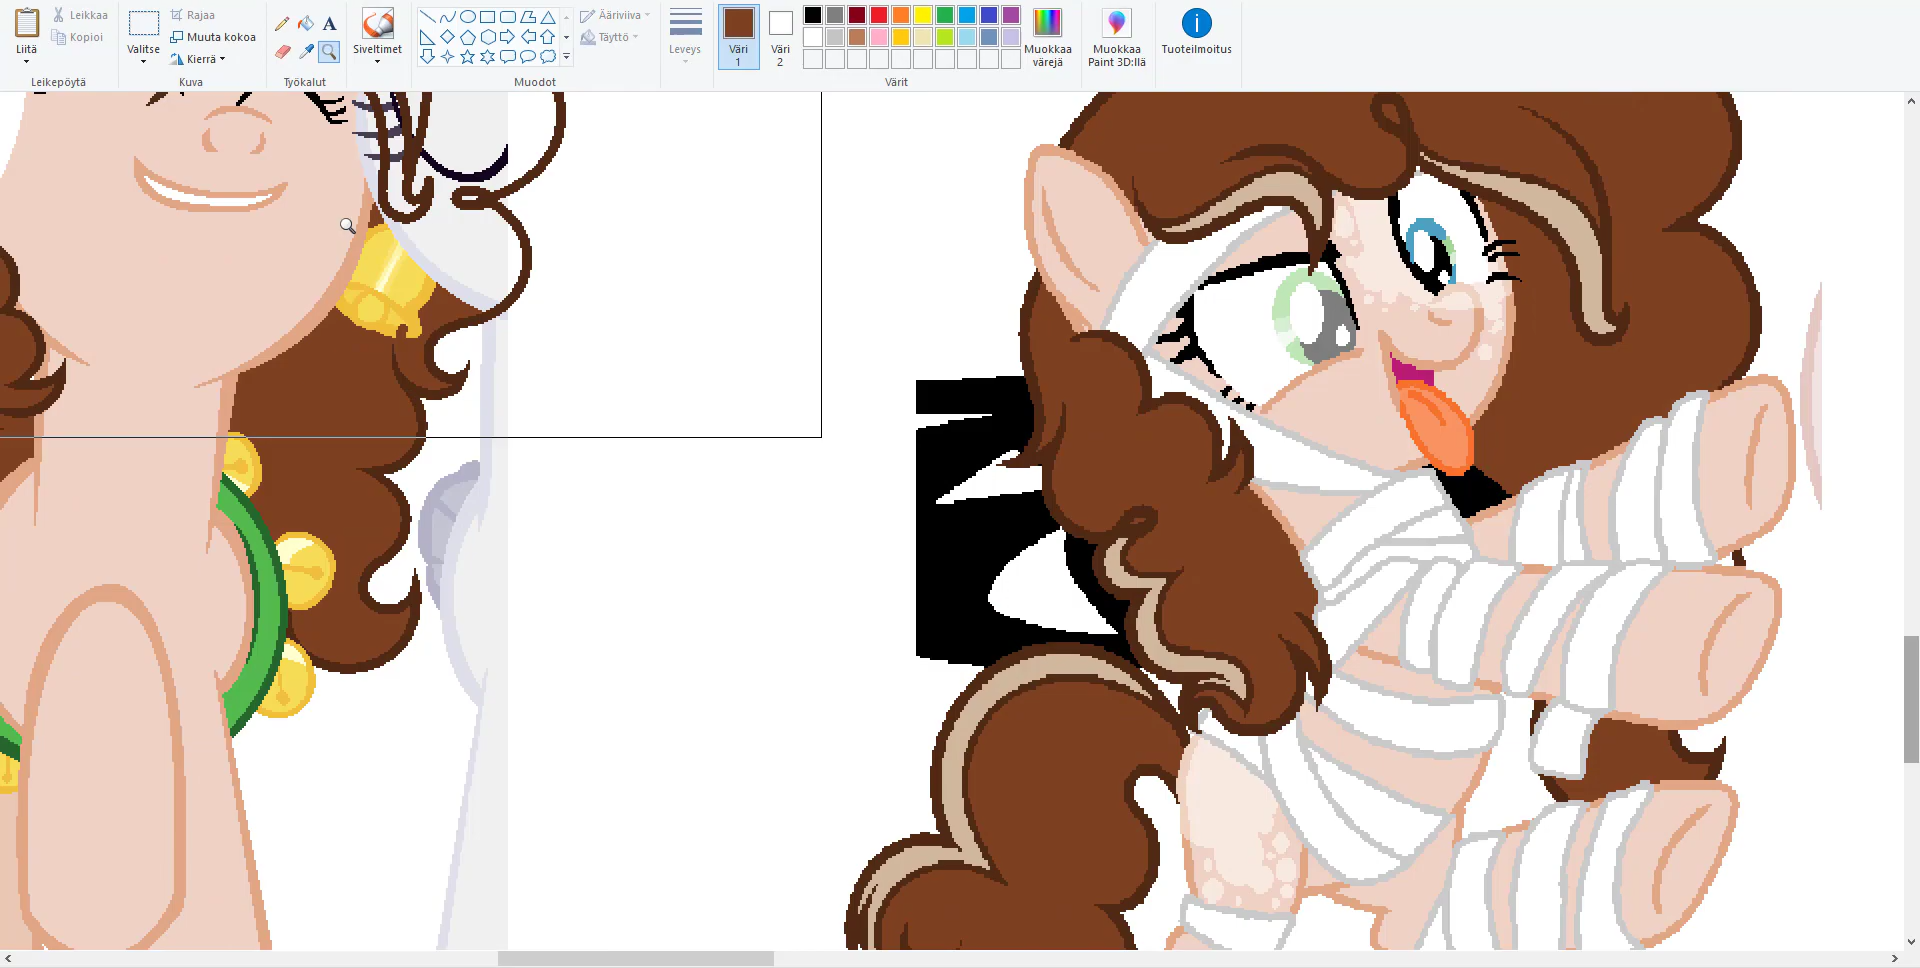 Liitä
Leikkaa
Kopioi
Leikepöytä
Valitse
Rajaa
Muuta kokoa
Kierrä
Kuva
A
Työkalut
Siveltimet
Ääriviiva
Täyttö
Muodot
Leveys
Väri
1
Väri
2
Värit
Muokkaa
värejä
Muokkaa
Paint 3D:llä
Tuoteilmoitus